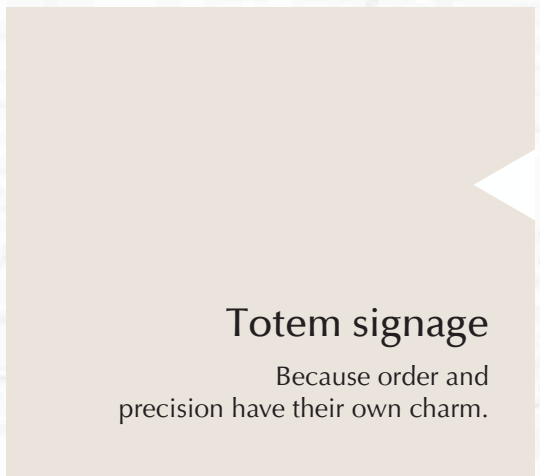 Totem signage
Because order and
precision have their own charm.